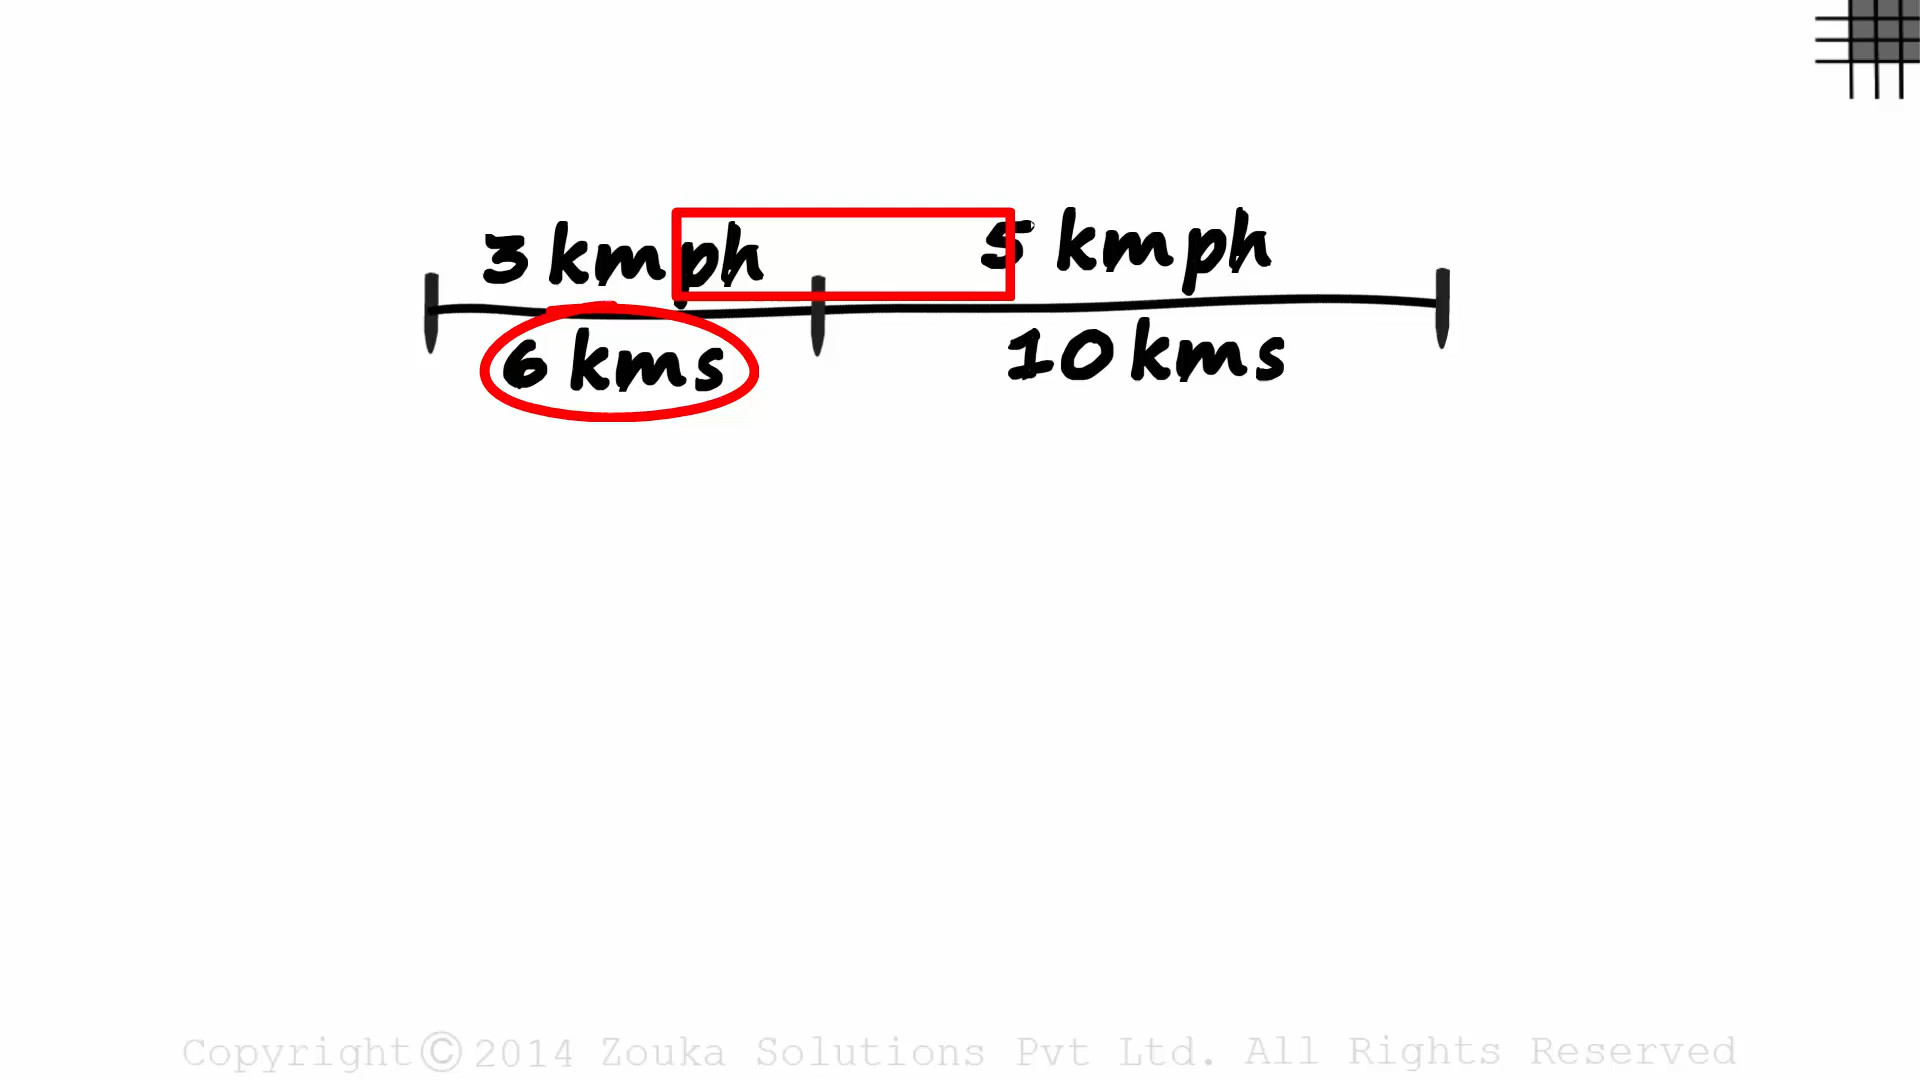 3 kmph 5 kmph
6 kms 10 kms
Copyright©2014 Zouka Solutions Pvt Ltd. All Rights Reserved